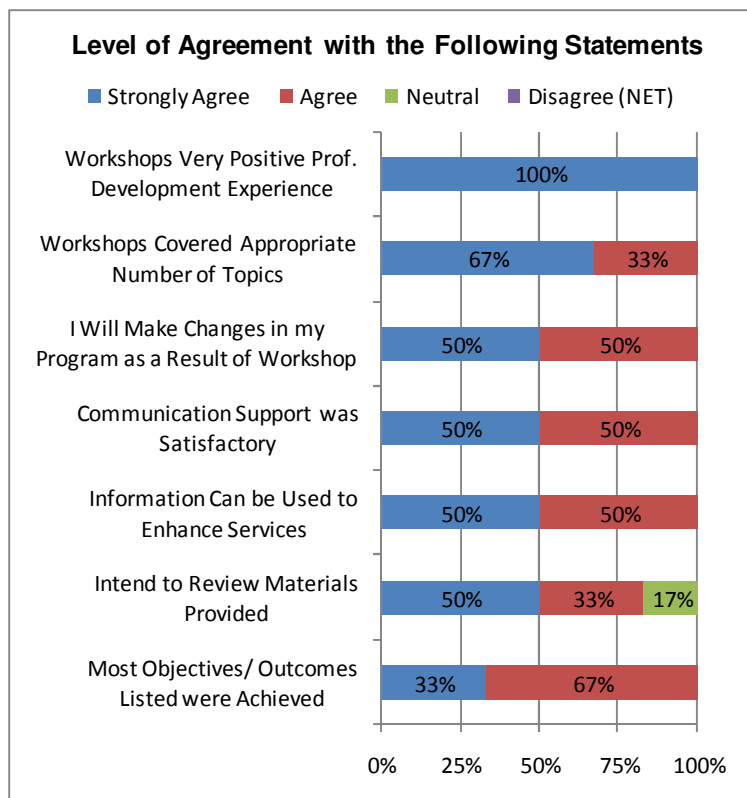 Level of Agreement with the Following Statements
Strongly Agree Agree Neutral Disagree (NET)
Workshops Very Positive Prof.
Development Experience
100%
Workshops Covered Appropriate
Number of Topics
67% 33%
I Will Make Changes in my
Program as a Result of Workshop
50% 50%
Communication Support was
Satisfactory
50% 50%
Information Can be Used to
Enhance Services
50% 50%
Intend to Review Materials
Provided
50% 33% 17%
Most Objectives/ Outcomes
Listed were Achieved
33% 67%
0% 25% 50% 75% 100%